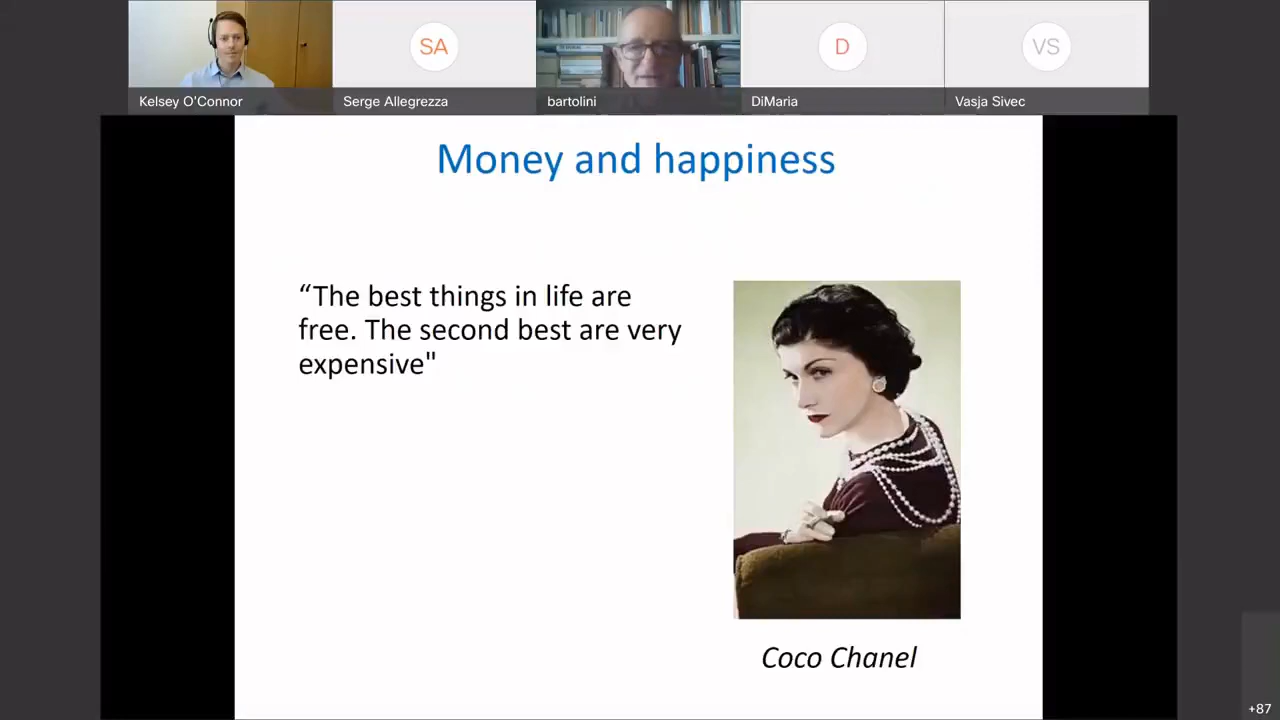 SA
D
VS
Kelsey O'Connor
Serge Allegrezza
bartolini
DiMaria
Vasja Sivec
Money and happiness
“The best things in life are
free. The second best are very
expensive"
Coco Chanel
+87